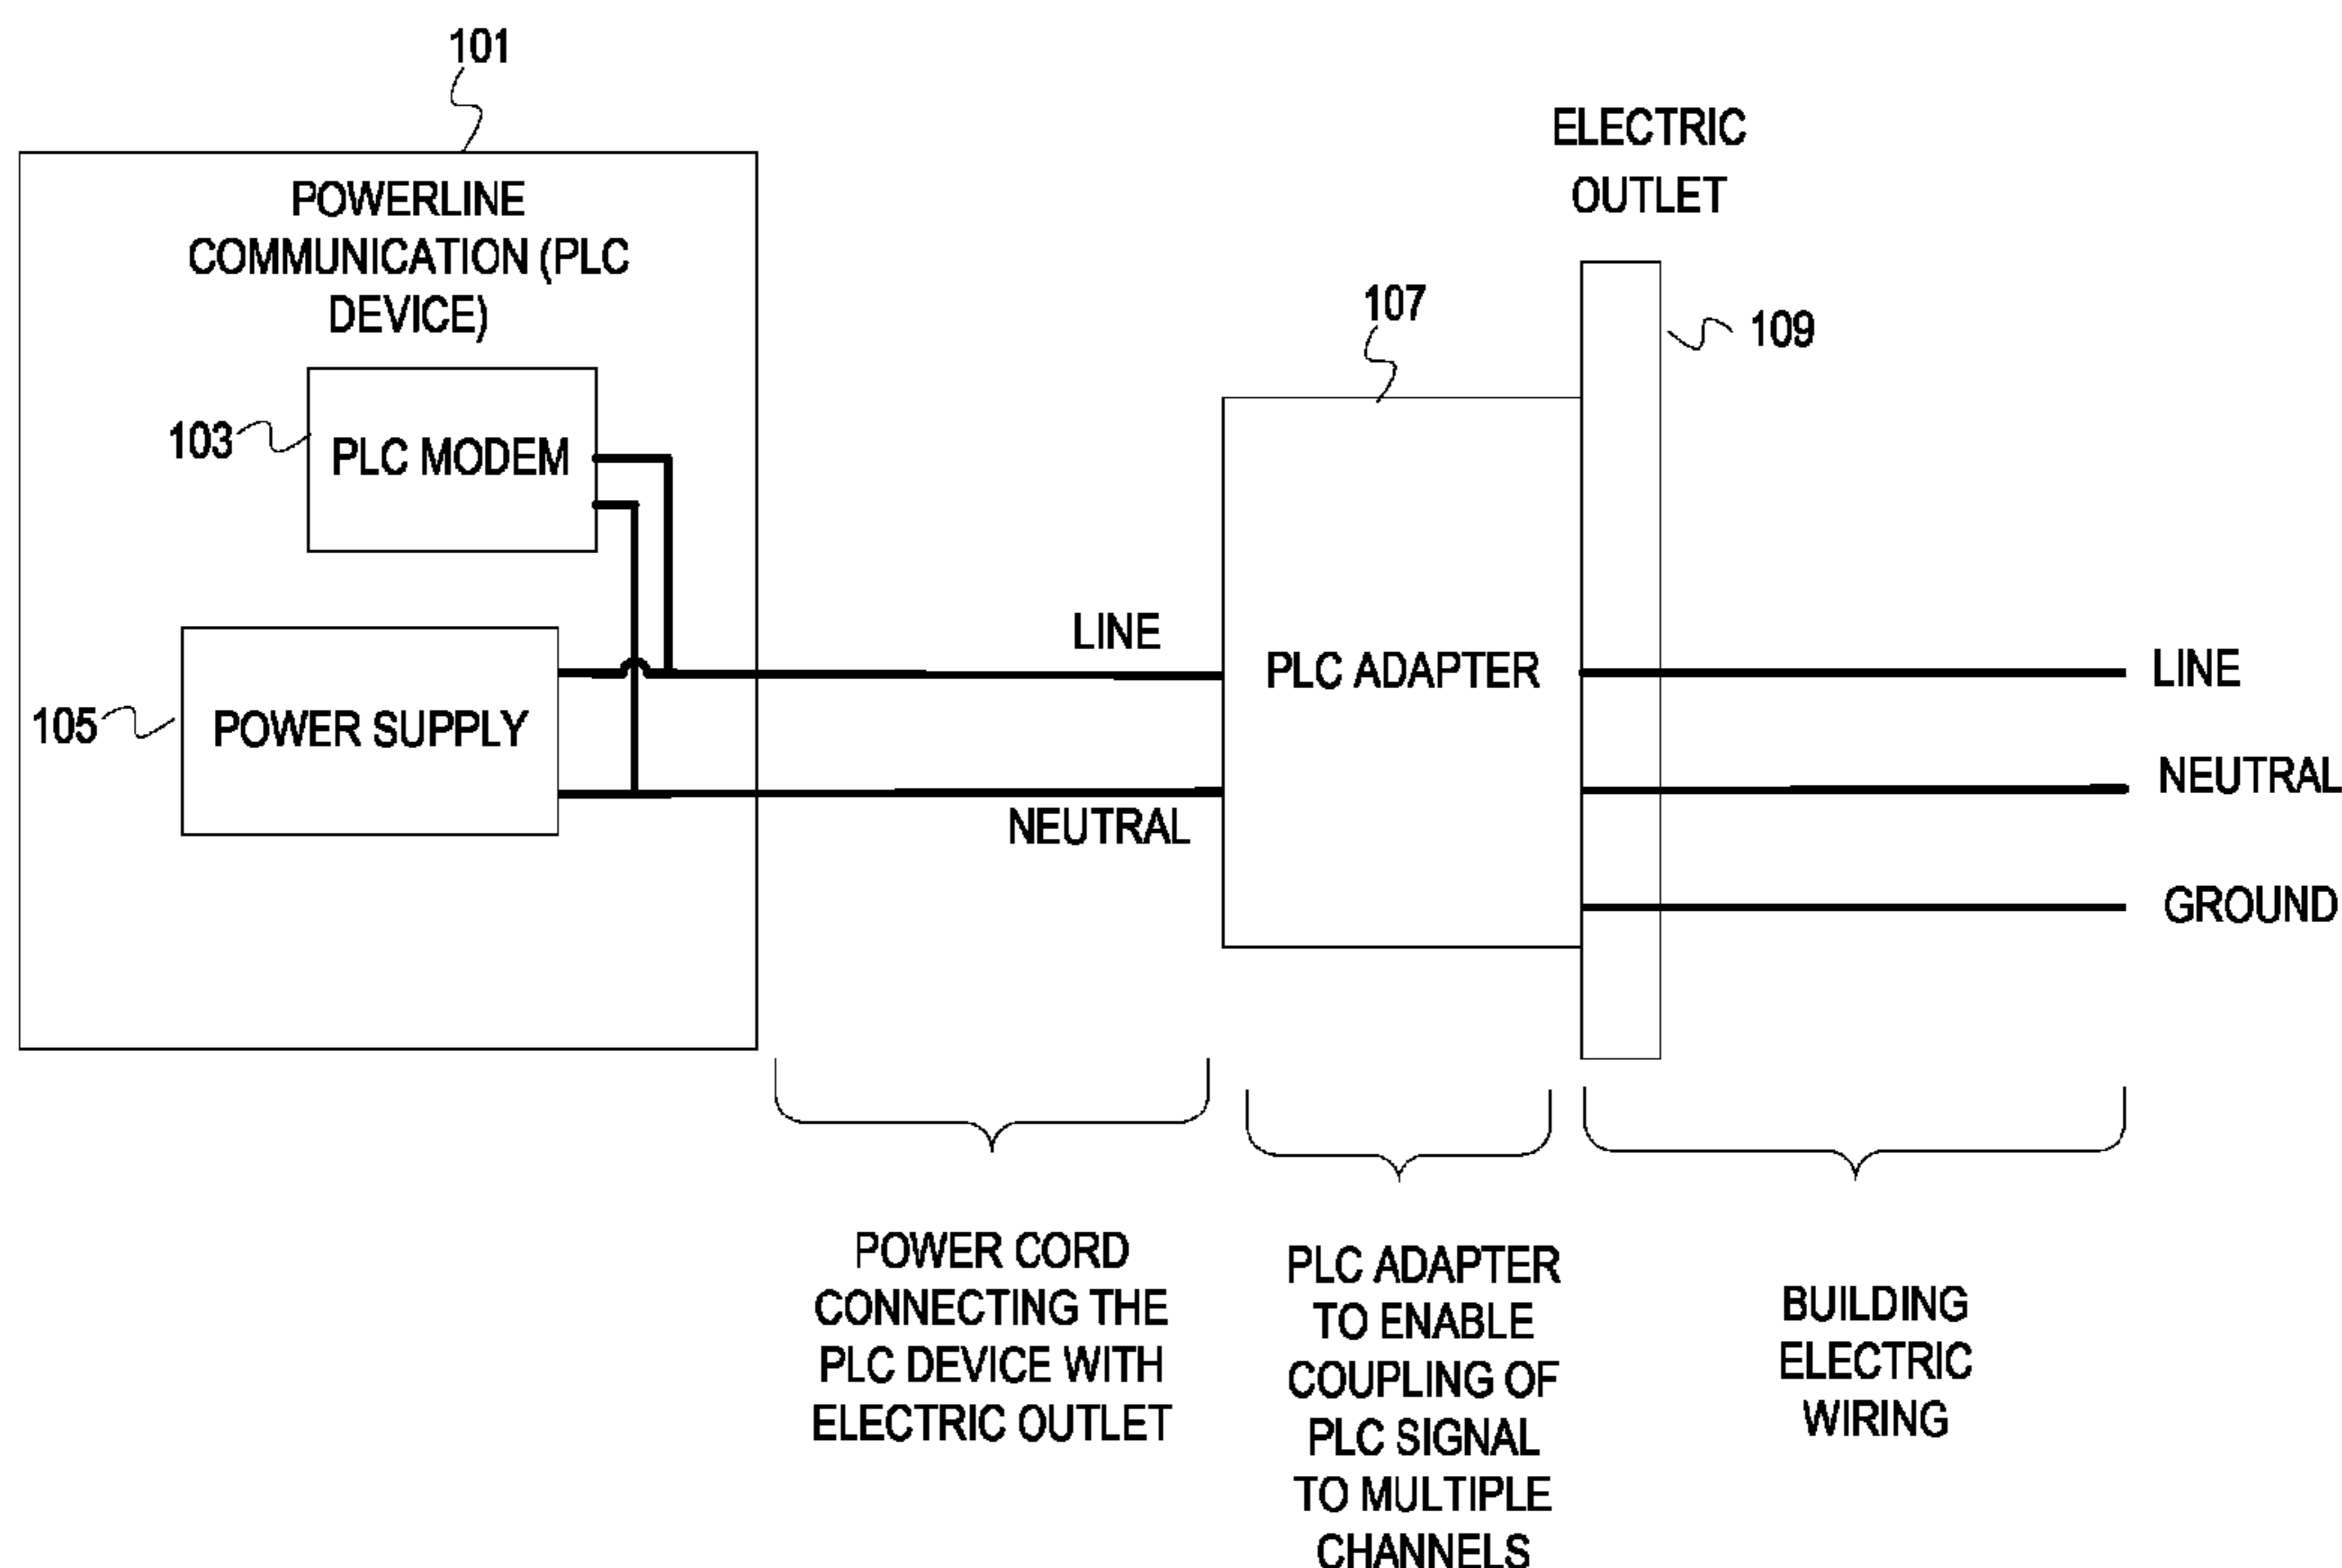 101
POWERLINE
COMMUNICATION (PLC
DEVICE)
103
PLC MODEM
105
POWER SUPPLY
LINE
NEUTRAL
107
PLC ADAPTER
ELECTRIC
OUTLET
109
LINE
NEUTRAL
GROUND
POWER CORD
CONNECTING THE
PLC DEVICE WITH
ELECTRIC OUTLET
PLC ADAPTER
TO ENABLE
COUPLING OF
PLC SIGNAL
TO MULTIPLE
CHANNELS
BUILDING
ELECTRIC
WIRING